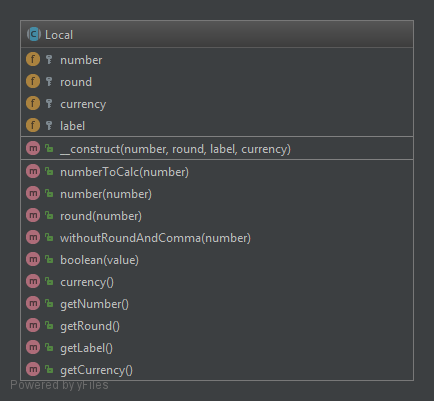 Local
number
round
currency
label
__construct(number, round, label, currency)
numberToCalc(number)
number(number)
round(number)
withoutRoundAndComma(number)
boolean(value)
currency()
getNumber()
getRound()
getLabel()
getCurrency()
Powered by yFiles